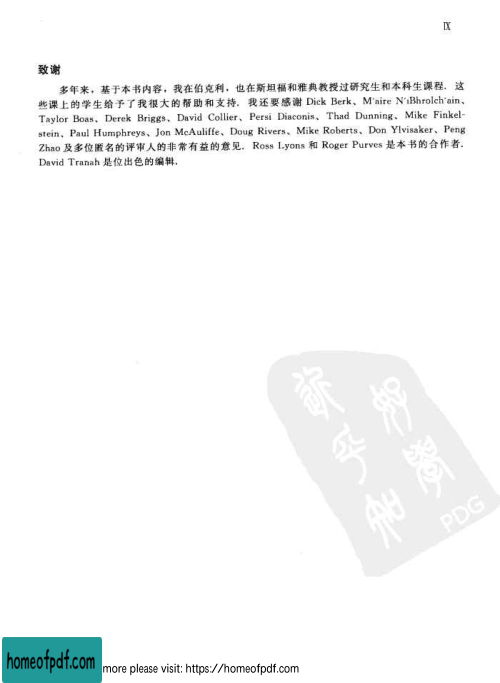 IX
致谢
多年来，基于本书内容，我在伯克利，也在斯坦福和雅典教授过研究生和本科生课程．这
些课上的学生给予了我很大的帮助和支持．我还要感谢 Dick Berk、M´aire N´ıBhrolch´ain、
Taylor Boas、Derek Briggs、David Collier、Persi Diaconis、Thad Dunning、Mike Finkel-
stein、Paul Humphreys、Jon McAuliffe、Doug Rivers、Mike Roberts、Don Ylvisaker、Peng
Zhao 及多位匿名的评审人的非常有益的意见．Ross Lyons 和 Roger Purves 是本书的合作者．
David Tranah 是位出色的编辑．
PDG
homeofpdf.com more please visit: https://homeofpdf.com